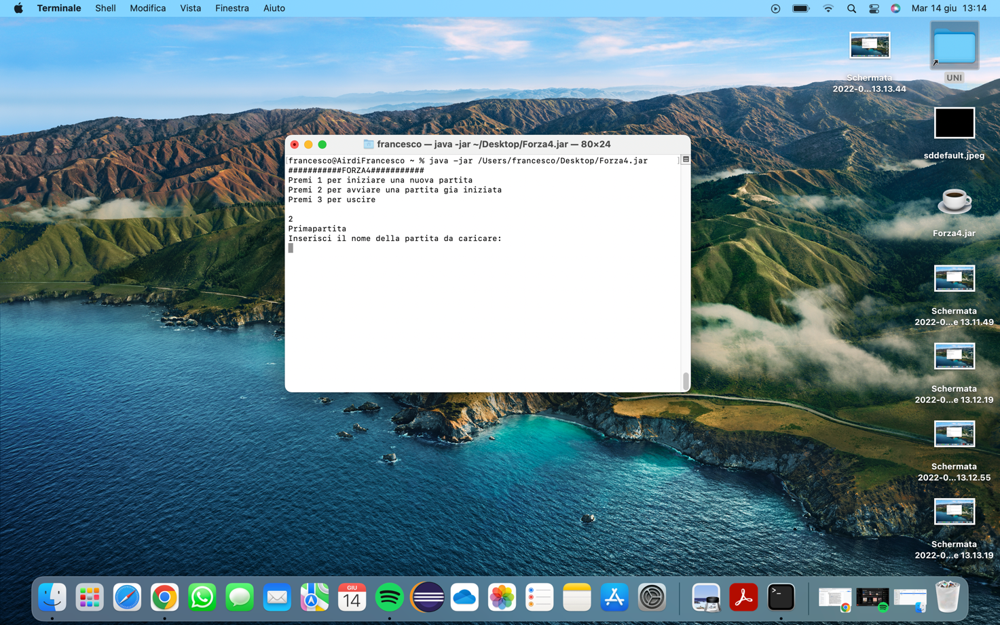 Terminale Shell Modifica Vista Finestra Aiuto Mar 14 giu 13:14
francesco — java -jar ~/Desktop/Forza4.jar — 80×24
francesco@AirdiFrancesco ~ % java -jar /Users/francesco/Desktop/Forza4.jar
###########FORZA4###########
Premi 1 per iniziare una nuova partita
Premi 2 per avviare una partita gia iniziata
Premi 3 per uscire
2
Primapartita
Inserisci il nome della partita da caricare:
Schermata
2022-0...13.13.44
UNI
sddefault.jpeg
Forza4.jar
Schermata
2022-0...e 13.11.49
Schermata
2022-0...e 13.12.19
Schermata
2022-0...13.12.55
Schermata
2022-0...e 13.13.19
GIU
14
>_